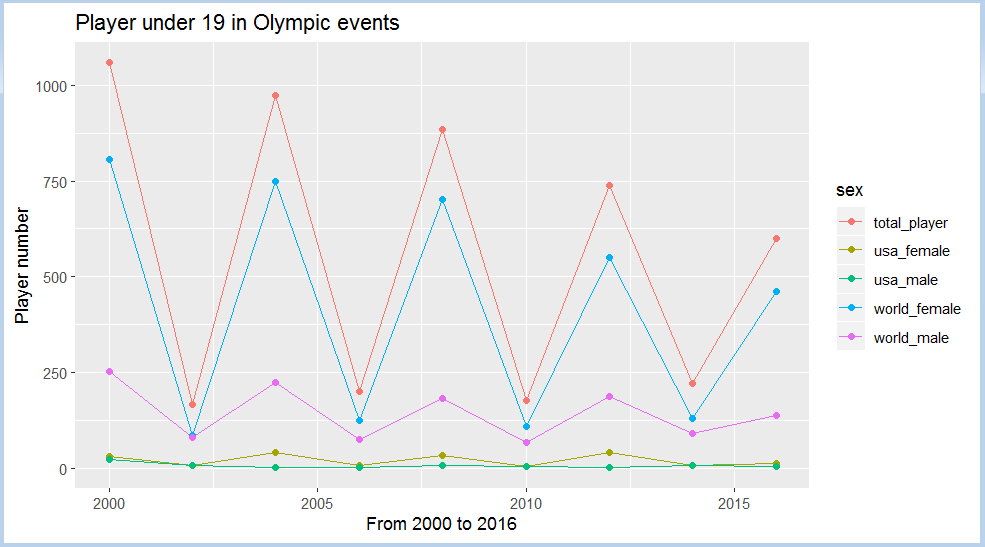 Player under 19 in Olympic events
Player number
1000
750
500
250
0
2000
2005
2010
2015
From 2000 to 2016
sex
total_player
usa_female
usa_male
world_female
world_male